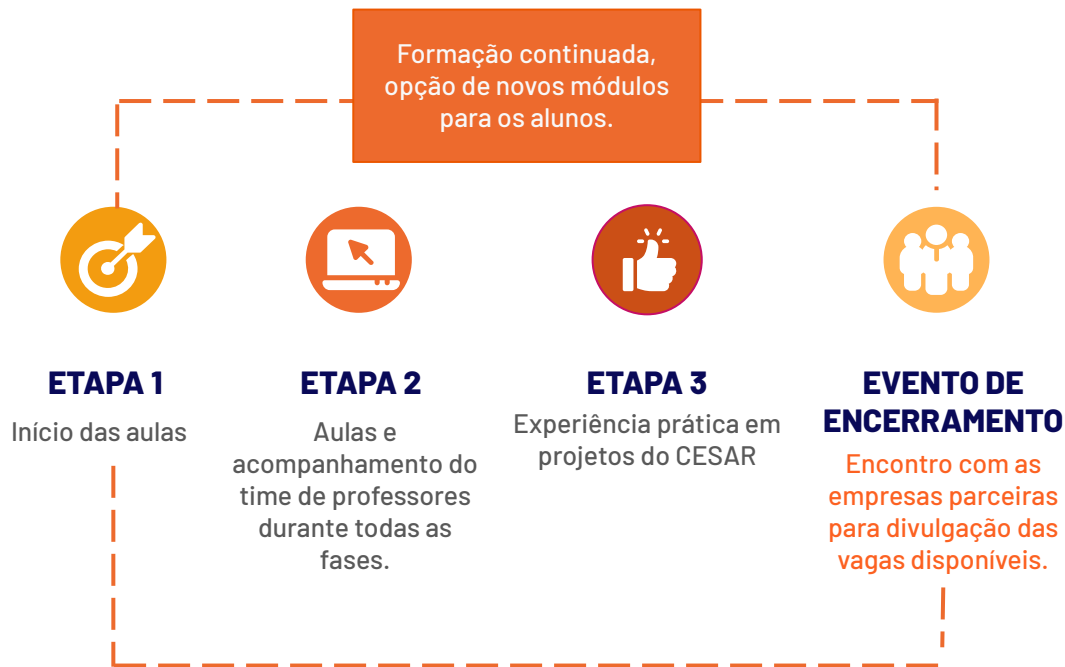 Formação continuada,
opção de novos módulos
para os alunos.
ETAPA 1
Início das aulas
ETAPA 2
Aulas e
acompanhamento do
time de professores
durante todas as
fases.
ETAPA 3
Experiência prática em
projetos do CESAR
EVENTO DE
ENCERRAMENTO
Encontro com as
empresas parceiras
para divulgação das
vagas disponíveis.